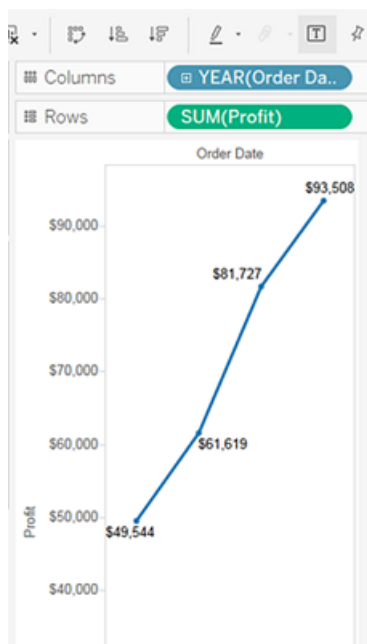 Columns
YEAR(Order Da..
Rows
SUM(Profit)
Order Date
$93,508
$90,000
$81,727
$80,000
$70,000
$60,000
$61,619
Profit
$50,000
$49,544
$40,000